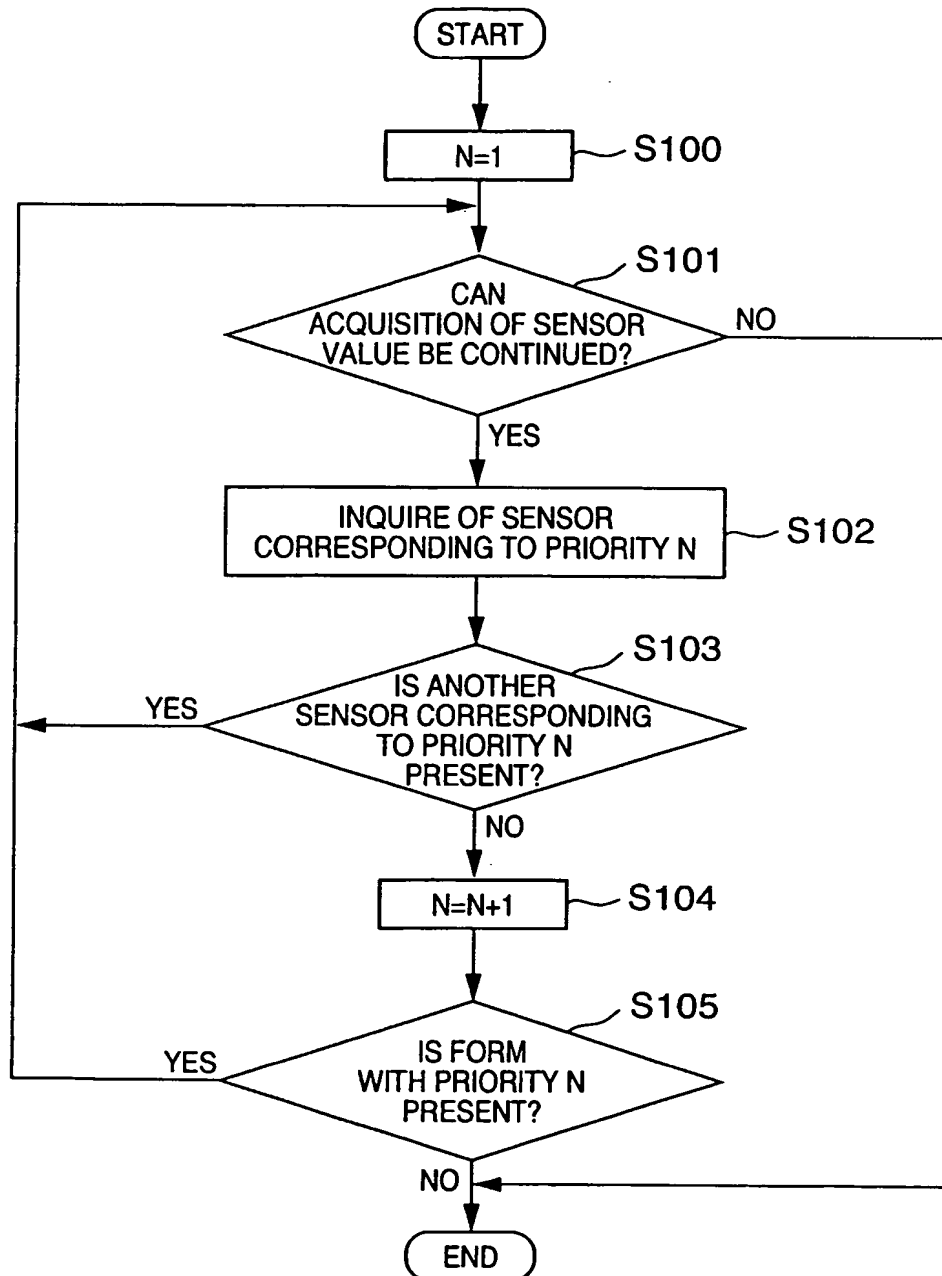 START
N=1
S100
S101
CAN
ACQUISITION OF SENSOR
VALUE BE CONTINUED?
NO
YES
INQUIRE OF SENSOR
CORRESPONDING TO PRIORITY N
S102
S103
IS ANOTHER
SENSOR CORRESPONDING
TO PRIORITY N
PRESENT?
YES
NO
N=N+1
S104
S105
IS FORM
WITH PRIORITY N
PRESENT?
YES
NO
END